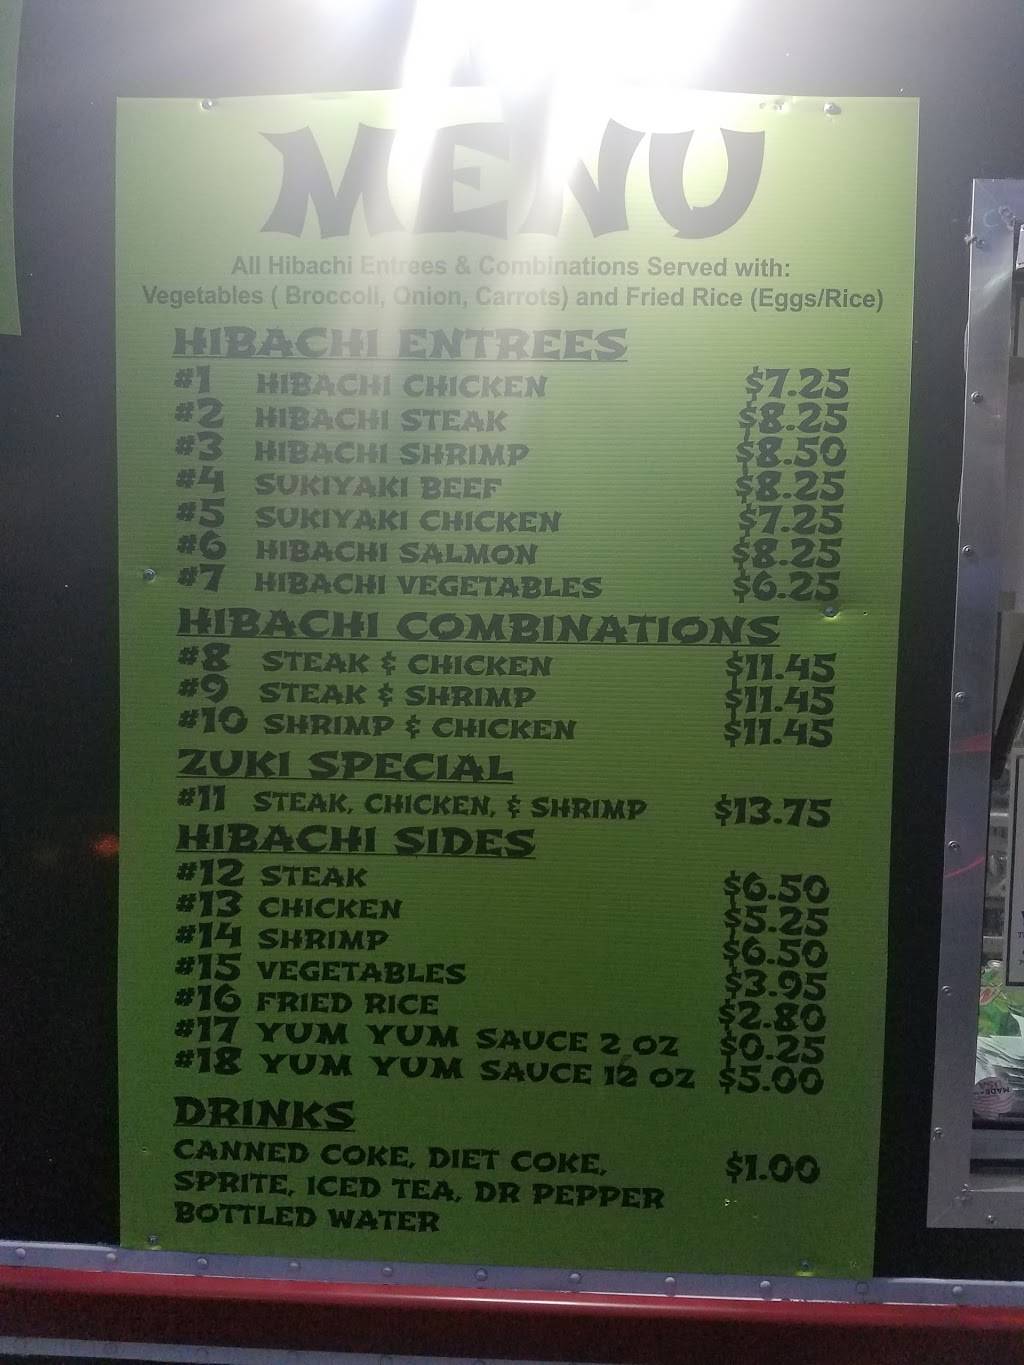 MENU
All Hibachi Entrees & Combinations Served with:
Vegetables ( Broccoli, Onion, Carrots) and Fried Rice (Eggs/Rice)
HIBACHI ENTREES
#1 HIBACHI CHICKEN $7.25
#2 HIBACHI STEAK $8.25
#3 HIBACHI SHRIMP $8.50
#4 SUKIYAKI BEEF $8.25
#5 SUKIYAKI CHICKEN $7.25
#6 HIBACHI SALMON $8.25
#7 HIBACHI VEGETABLES $6.25
HIBACHI COMBINATIONS
#8 STEAK & CHICKEN $11.45
#9 STEAK & SHRIMP $11.45
#10 SHRIMP & CHICKEN $11.45
ZUKI SPECIAL
#11 STEAK, CHICKEN, & SHRIMP $13.75
HIBACHI SIDES
#12 STEAK $6.50
#13 CHICKEN $5.25
#14 SHRIMP $6.50
#15 VEGETABLES $3.95
#16 FRIED RICE $2.80
#17 YUM YUM SAUCE 2 OZ $0.25
#18 YUM YUM SAUCE OZ $5.00
DRINKS
CANNED COKE, DIET COKE, $1.00
SPRITE, ICED TEA, DR PEPPER
BOTTLED WATER
MADE
USA